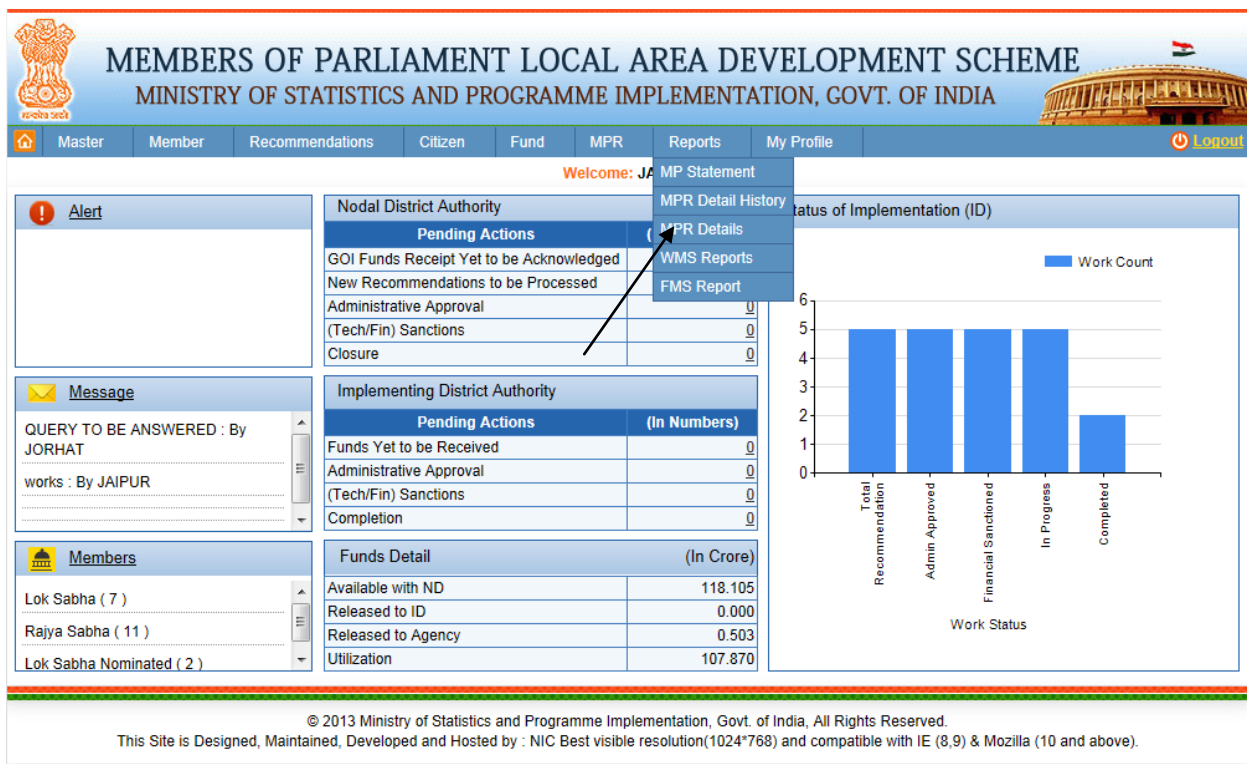 सत्यमेव जयते
MEMBERS OF PARLIAMENT LOCAL AREA DEVELOPMENT SCHEME
MINISTRY OF STATISTICS AND PROGRAMME IMPLEMENTATION, GOVT. OF INDIA
Master Member Recommendations Citizen Fund MPR Reports My Profile Logout
Welcome: JA
MP Statement
MPR Detail History
MPR Details
WMS Reports
FMS Report
Alert
Message
QUERY TO BE ANSWERED : By
JORHAT
works : By JAIPUR
Members
Lok Sabha ( 7 )
Rajya Sabha ( 11 )
Lok Sabha Nominated ( 2 )
Nodal District Authority
Pending Actions (
GOI Funds Receipt Yet to be Acknowledged
New Recommendations to be Processed
Administrative Approval 0
(Tech/Fin) Sanctions 0
Closure 0
Implementing District Authority
Pending Actions (In Numbers)
Funds Yet to be Received 0
Administrative Approval 0
(Tech/Fin) Sanctions 0
Completion 0
Funds Detail (In Crore)
Available with ND 118.105
Released to ID 0.000
Released to Agency 0.503
Utilization 107.870
tatus of Implementation (ID)
Work Count
6
5
4
3
2
1
0
Total
Recommendation
Admin Approved
Financial Sanctioned
In Progress
Completed
Work Status
© 2013 Ministry of Statistics and Programme Implementation, Govt. of India, All Rights Reserved.
This Site is Designed, Maintained, Developed and Hosted by : NIC Best visible resolution(1024*768) and compatible with IE (8,9) & Mozilla (10 and above).